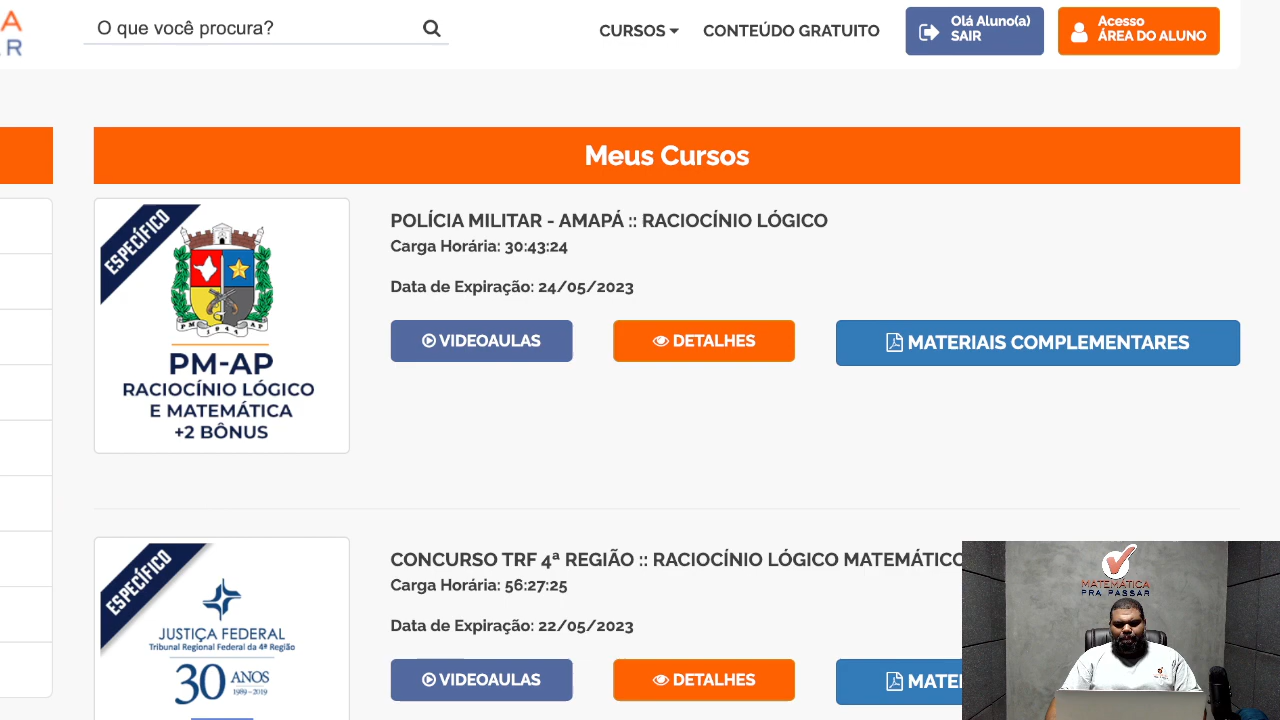 A
R
O que você procura?
CURSOS
CONTEÚDO GRATUITO
Olá Aluno(a)
SAIR
Acesso
ÁREA DO ALUNO
Meus Cursos
ESPECÍFICO
PM 1944 AP
PM-AP
RACIOCÍNIO LÓGICO
E MATEMÁTICA
+2 BÔNUS
POLÍCIA MILITAR - AMAPÁ :: RACIOCÍNIO LÓGICO
Carga Horária: 30:43:24
Data de Expiração: 24/05/2023
VIDEOAULAS
DETALHES
MATERIAIS COMPLEMENTARES
ESPECÍFICO
JUSTIÇA FEDERAL
Tribunal Regional Federal da 4ª Região
30 ANOS
1989 - 2019
CONCURSO TRF 4ª REGIÃO :: RACIOCÍNIO LÓGICO MATEMÁTICO
Carga Horária: 56:27:25
Data de Expiração: 22/05/2023
VIDEOAULAS
DETALHES
MATE
MATEMÁTICA
PRA PASSAR